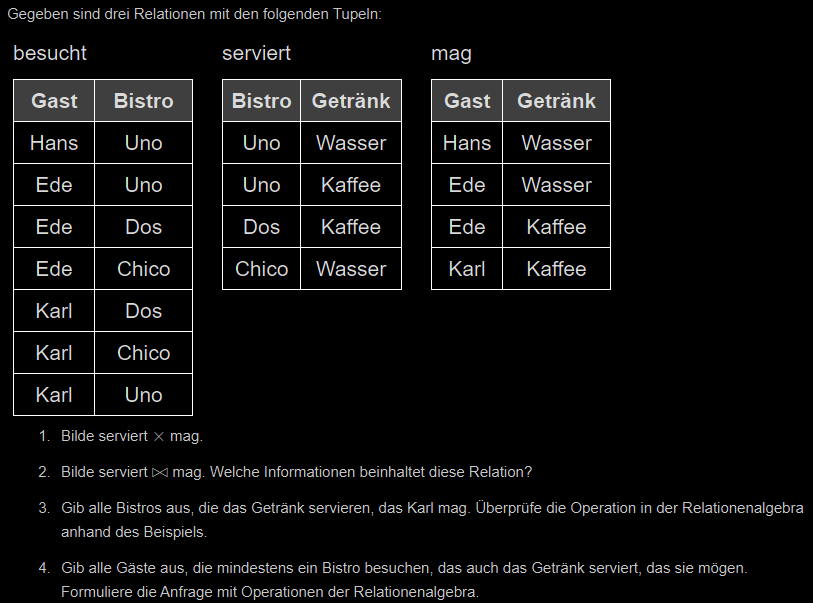 Gegeben sind drei Relationen mit den folgenden Tupeln:
besucht
Gast Bistro
Hans Uno
Ede Uno
Ede Dos
Ede Chico
Karl Dos
Karl Chico
Karl Uno
serviert
Bistro Getränk
Uno Wasser
Uno Kaffee
Dos Kaffee
Chico Wasser
mag
Gast Getränk
Hans Wasser
Ede Wasser
Ede Kaffee
Karl Kaffee
1. Bilde serviert × mag.
2. Bilde serviert ⋈ mag. Welche Informationen beinhaltet diese Relation?
3. Gib alle Bistros aus, die das Getränk servieren, das Karl mag. Überprüfe die Operation in der Relationenalgebra
anhand des Beispiels.
4. Gib alle Gäste aus, die mindestens ein Bistro besuchen, das auch das Getränk serviert, das sie mögen.
Formuliere die Anfrage mit Operationen der Relationenalgebra.